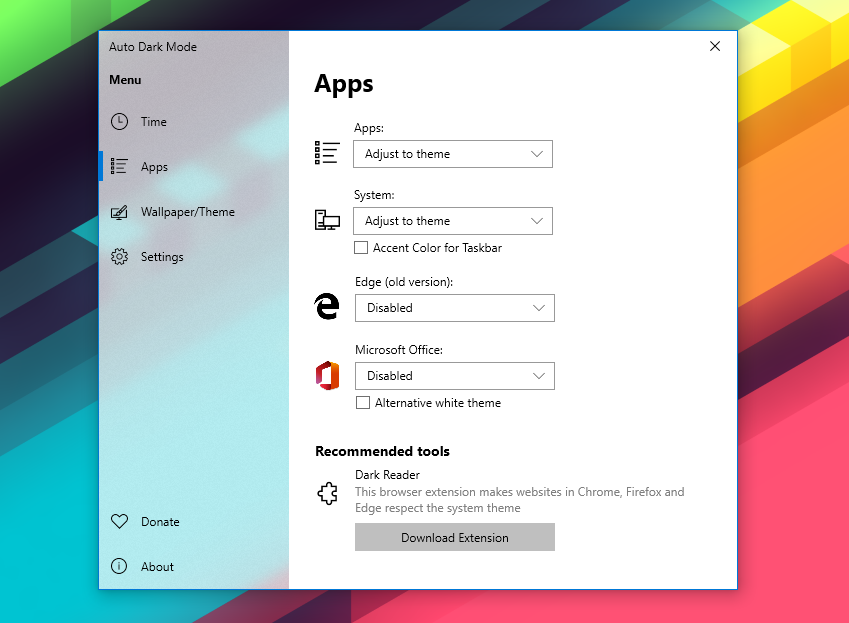 Auto Dark Mode
Menu
Time
Apps
Wallpaper/Theme
Settings
Donate
About
Apps
Apps:
Adjust to theme
System:
Adjust to theme
Accent Color for Taskbar
Edge (old version):
Disabled
Microsoft Office:
Disabled
Alternative white theme
Recommended tools
Dark Reader
This browser extension makes websites in Chrome, Firefox and
Edge respect the system theme
Download Extension